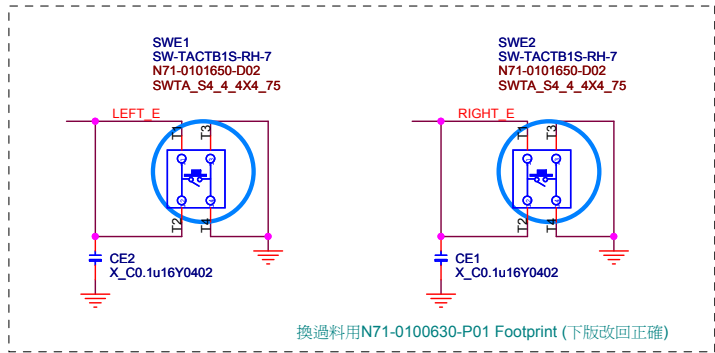 SWE1
SW-TACTB1S-RH-7
N71-0101650-D02
SWTA_S4_4_4X4_75
LEFT_E
T1
T3
T2
T4
CE2
X_C0.1u16Y0402
SWE2
SW-TACTB1S-RH-7
N71-0101650-D02
SWTA_S4_4_4X4_75
RIGHT_E
T1
T3
T2
T4
CE1
X_C0.1u16Y0402
換過料用N71-0100630-P01 Footprint (下版改回正確)